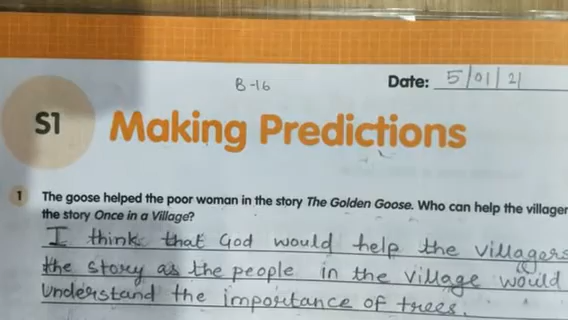 B-16
Date: 5/01/21
S1
Making Predictions
1 The goose helped the poor woman in the story The Golden Goose. Who can help the villager
the story Once in a Village?
I think that God would help the villagers
the story as the people in the village would
understand the importance of trees.